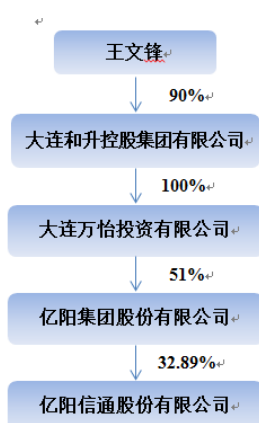 王文锋
90%
大连和升控股集团有限公司
100%
大连万怡投资有限公司
51%
亿阳集团股份有限公司
32.89%
亿阳信通股份有限公司